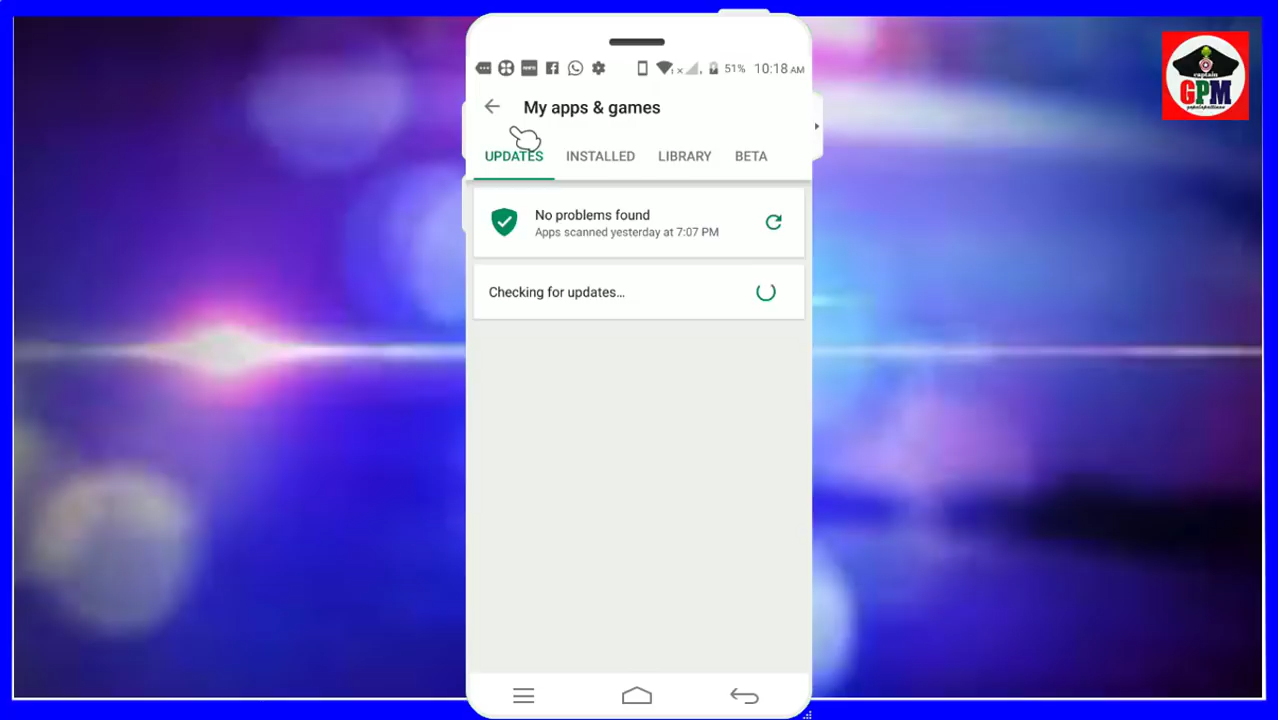 51% 10:18 AM
My apps & games
UPDATES INSTALLED LIBRARY BETA
No problems found
Apps scanned yesterday at 7:07 PM
Checking for updates...
captain
GPM